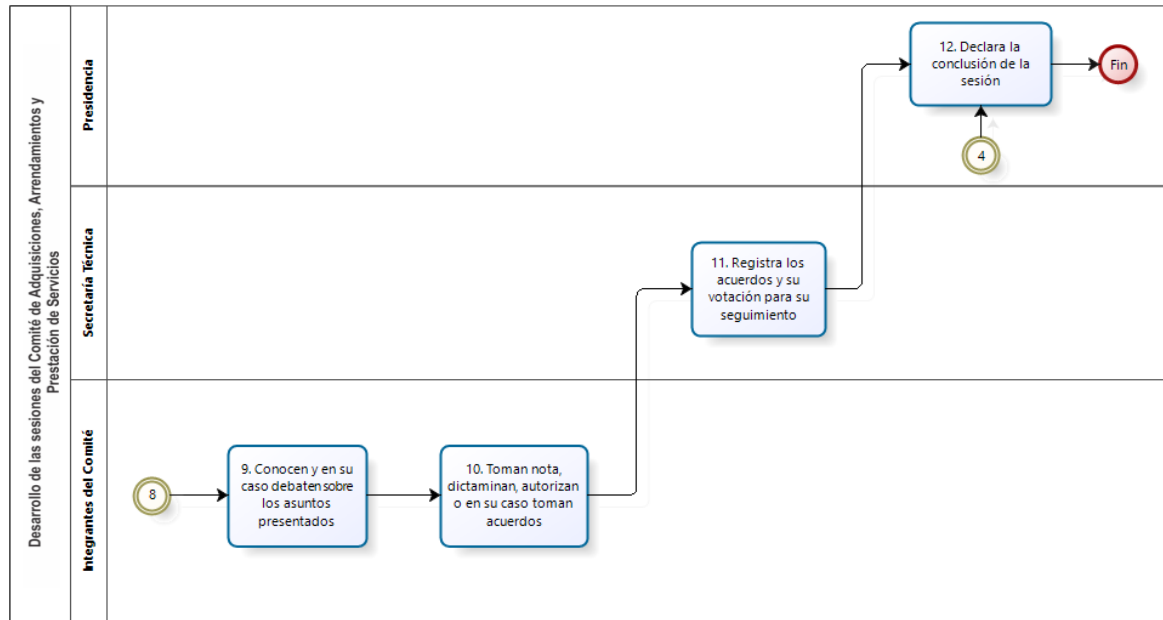 Desarrollo de las sesiones del Comité de Adquisiciones, Arrendamientos y
Prestación de Servicios
Presidencia
12. Declara la
conclusión de la
sesión
Fin
4
Secretaría Técnica
11. Registra los
acuerdos y su
votación para su
seguimiento
Integrantes del Comité
8
9. Conocen y en su
caso debaten sobre
los asuntos
presentados
10. Toman nota,
dictaminan, autorizan
o en su caso toman
acuerdos